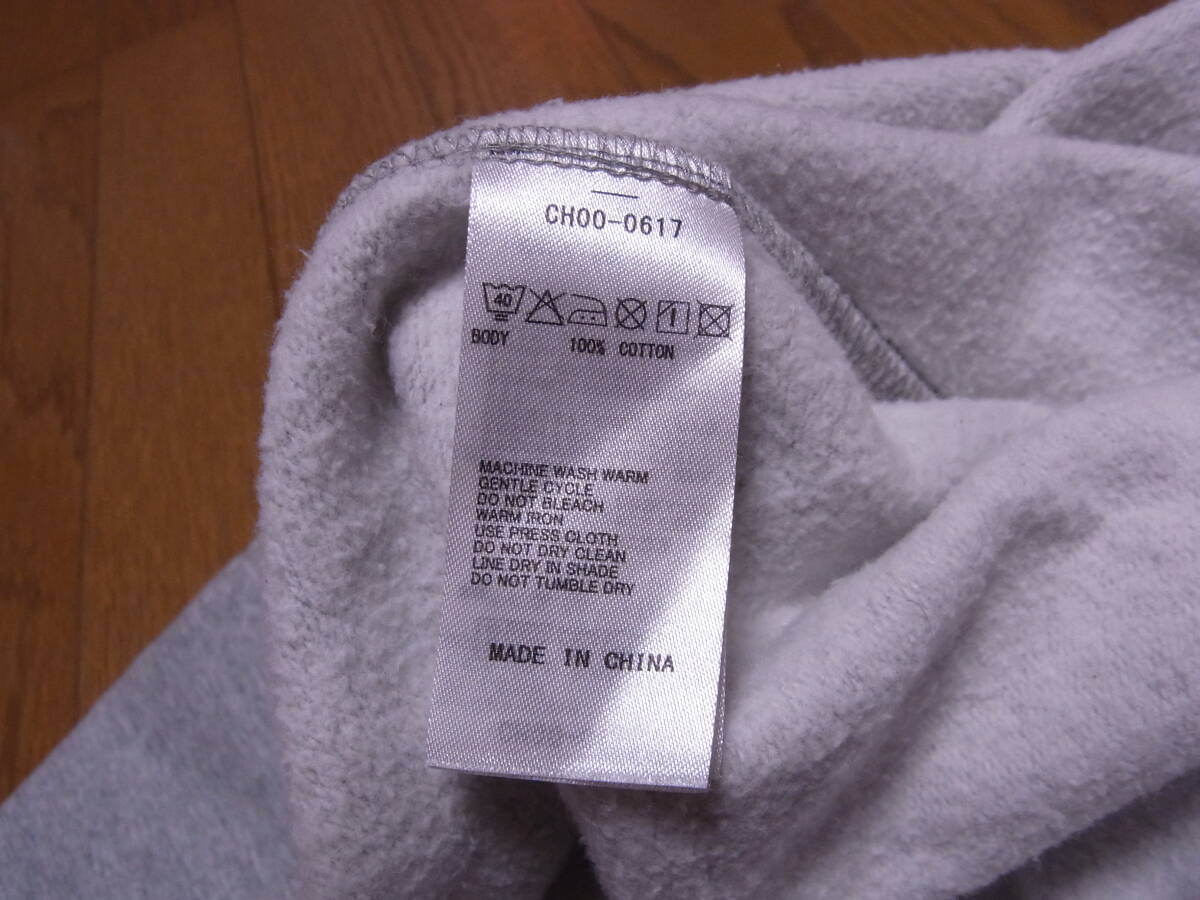 CH00-0617
40
BODY 100% COTTON
MACHINE WASH WARM
GENTLE CYCLE
DO NOT BLEACH
WARM IRON
USE PRESS CLOTH
DO NOT DRY CLEAN
LINE DRY IN SHADE
DO NOT TUMBLE DRY
MADE IN CHINA